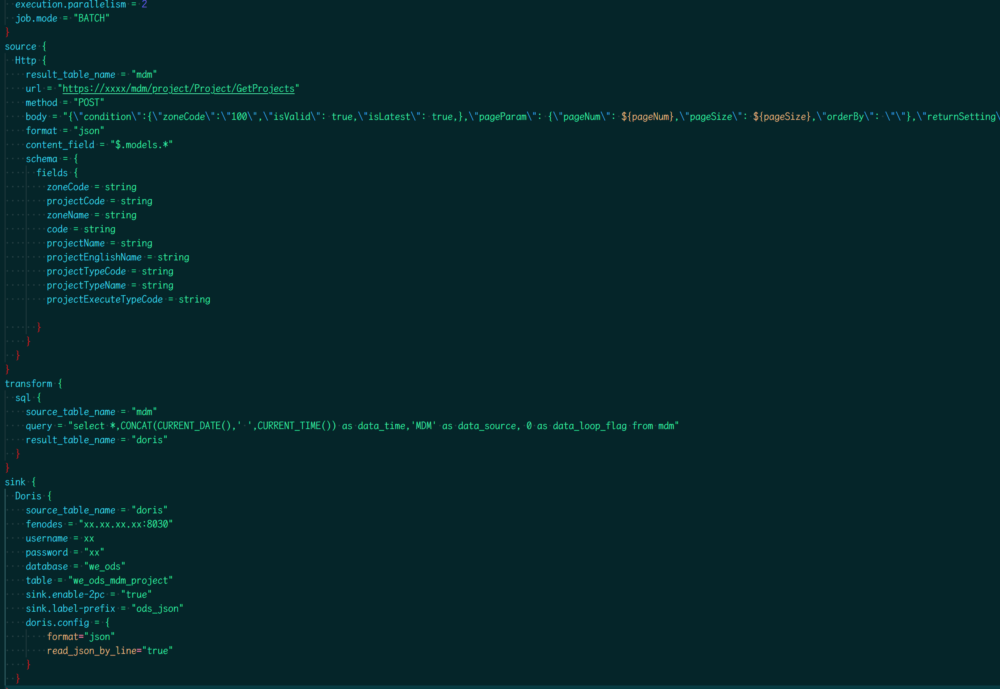 execution.parallelism = 2
job.mode = "BATCH"
}
source {
Http {
result_table_name = "mdm"
url = "https://xxxx/mdm/project/Project/GetProjects"
method = "POST"
body = "{\"condition\":{\"zoneCode\":\"100\",\"isValid\": true,\"isLatest\": true,},\"pageParam\": {\"pageNum\": ${pageNum},\"pageSize\": ${pageSize},\"orderBy\": \"\"},\"returnSetting\
format = "json"
content_field = "$.models.*"
schema = {
fields {
zoneCode = string
projectCode = string
zoneName = string
code = string
projectName = string
projectEnglishName = string
projectTypeCode = string
projectTypeName = string
projectExecuteTypeCode = string
}
}
}
}
transform {
sql {
source_table_name = "mdm"
query = "select *,CONCAT(CURRENT_DATE(),' ',CURRENT_TIME()) as data_time,'MDM' as data_source, 0 as data_loop_flag from mdm"
result_table_name = "doris"
}
}
sink {
Doris {
source_table_name = "doris"
fenodes = "xx.xx.xx.xx:8030"
username = xx
password = "xx"
database = "we_ods"
table = "we_ods_mdm_project"
sink.enable-2pc = "true"
sink.label-prefix = "ods_json"
doris.config = {
format="json"
read_json_by_line="true"
}
}